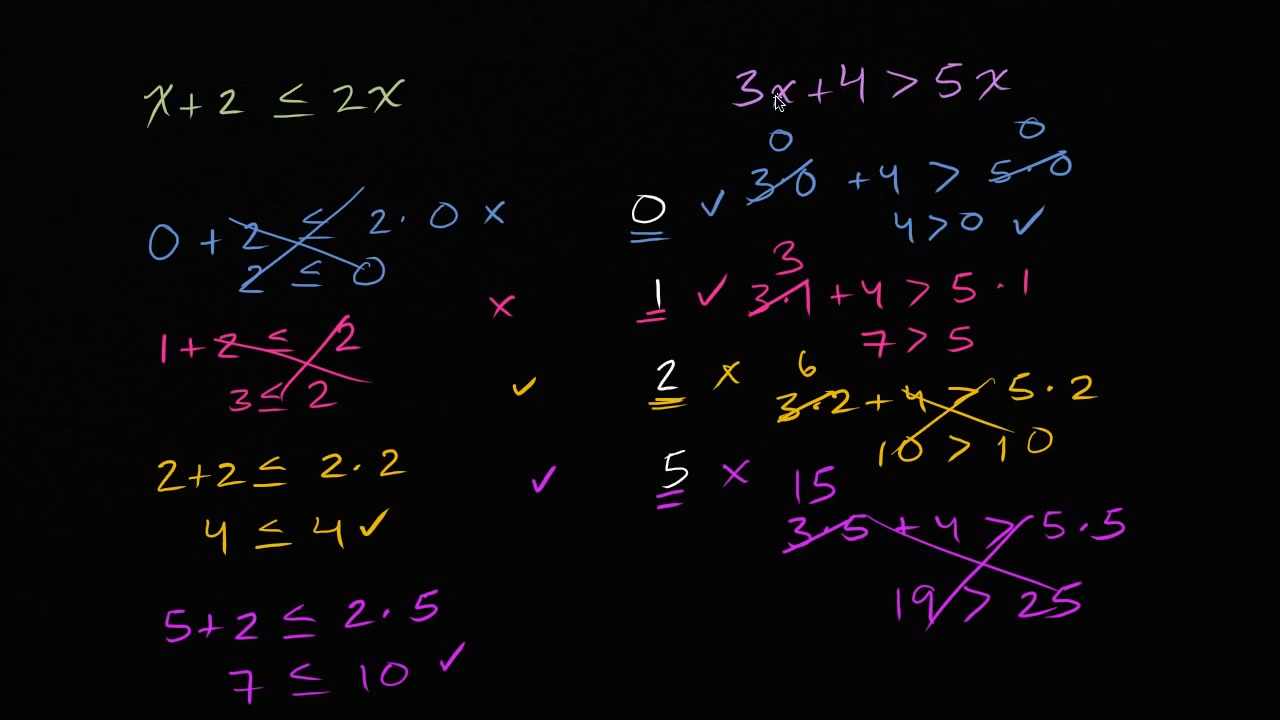 x + 2 ≤ 2x
0 + 2 ≤ 2 · 0 ×
2 ≤ 0
1 + 2 ≤ 2 ×
3 ≤ 2
✓
2 + 2 ≤ 2 · 2
4 ≤ 4 ✓
✓
5 + 2 ≤ 2 · 5
7 ≤ 10 ✓
3x + 4 > 5x
0 0
0 ✓ 3·0 + 4 > 5·0
4 > 0 ✓
3
1 ✓ 3·1 + 4 > 5 · 1
7 > 5
6
2 × 3·2 + 4 > 5 · 2
10 > 10
5 × 15
3·5 + 4 > 5·5
19 > 25